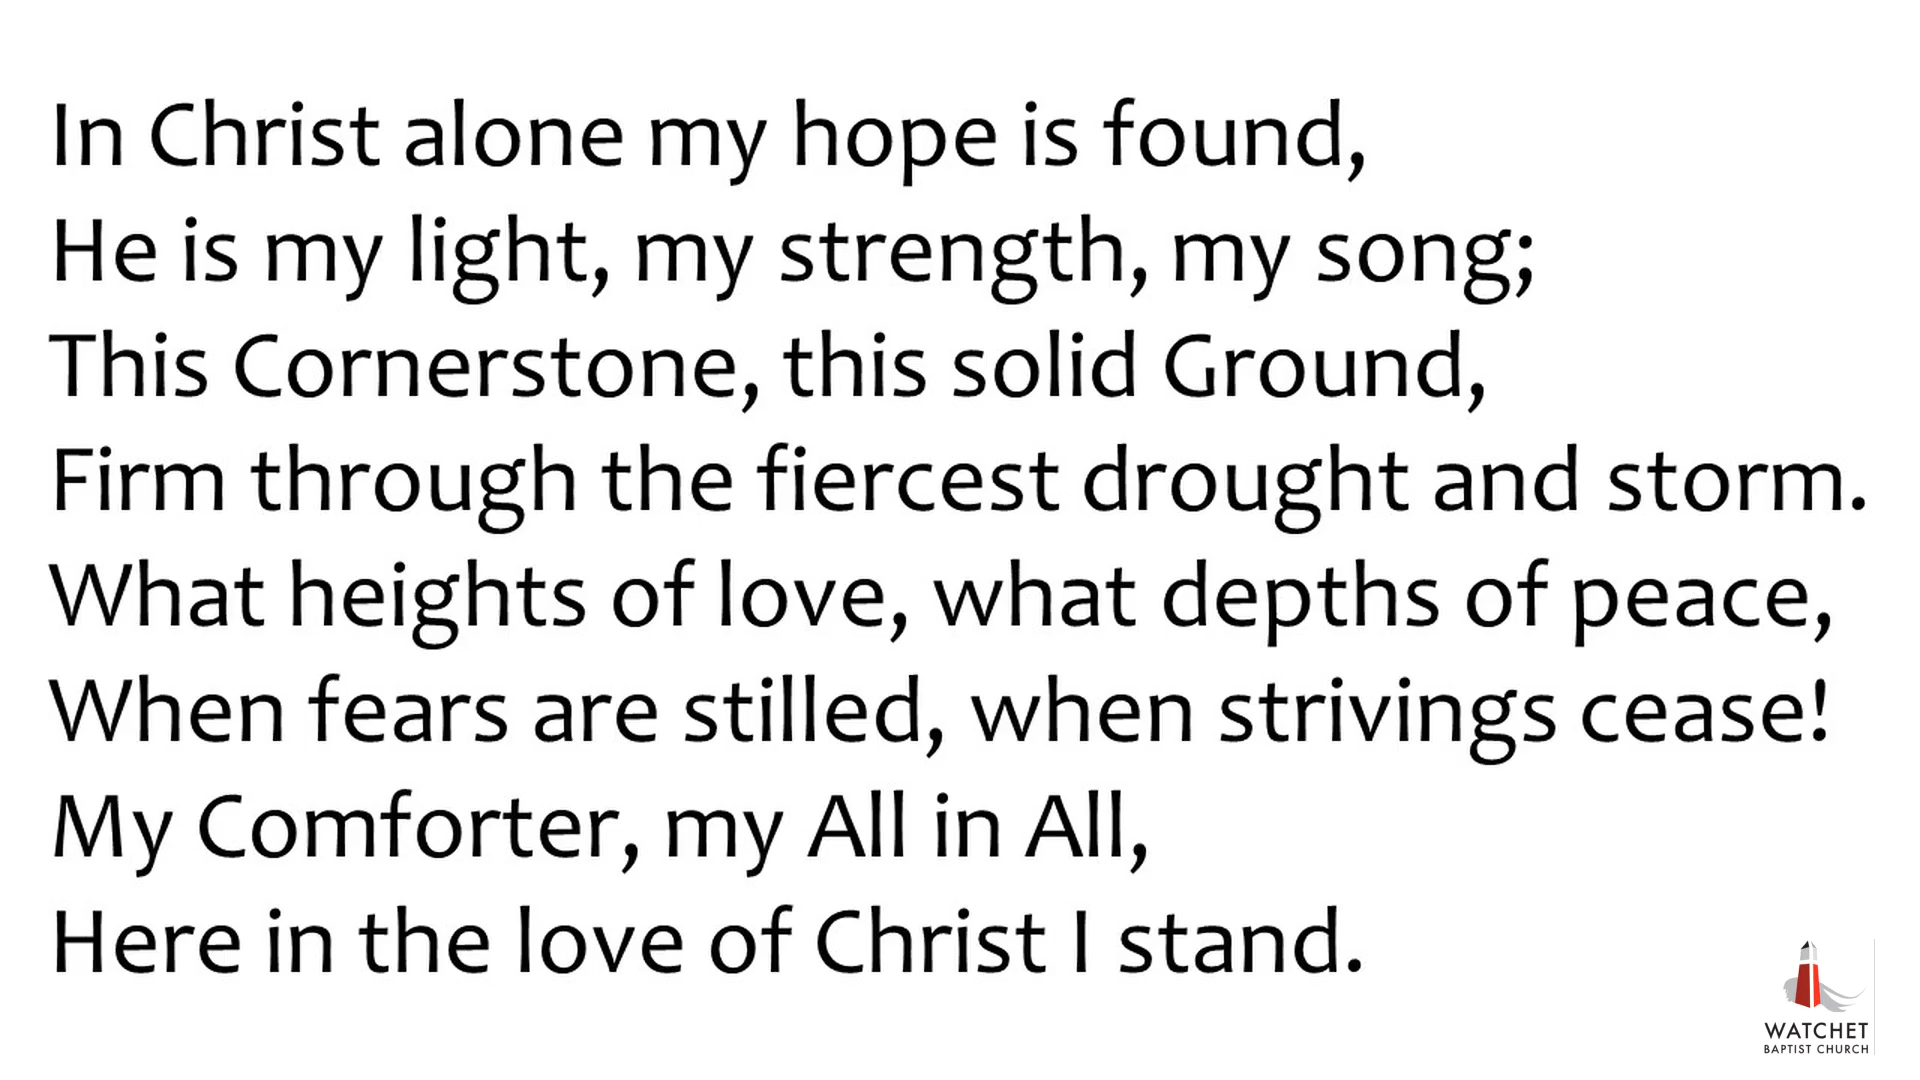 In Christ alone my hope is found,
He is my light, my strength, my song;
This Cornerstone, this solid Ground,
Firm through the fiercest drought and storm.
What heights of love, what depths of peace,
When fears are stilled, when strivings cease!
My Comforter, my All in All,
Here in the love of Christ I stand.
WATCHET
BAPTIST CHURCH